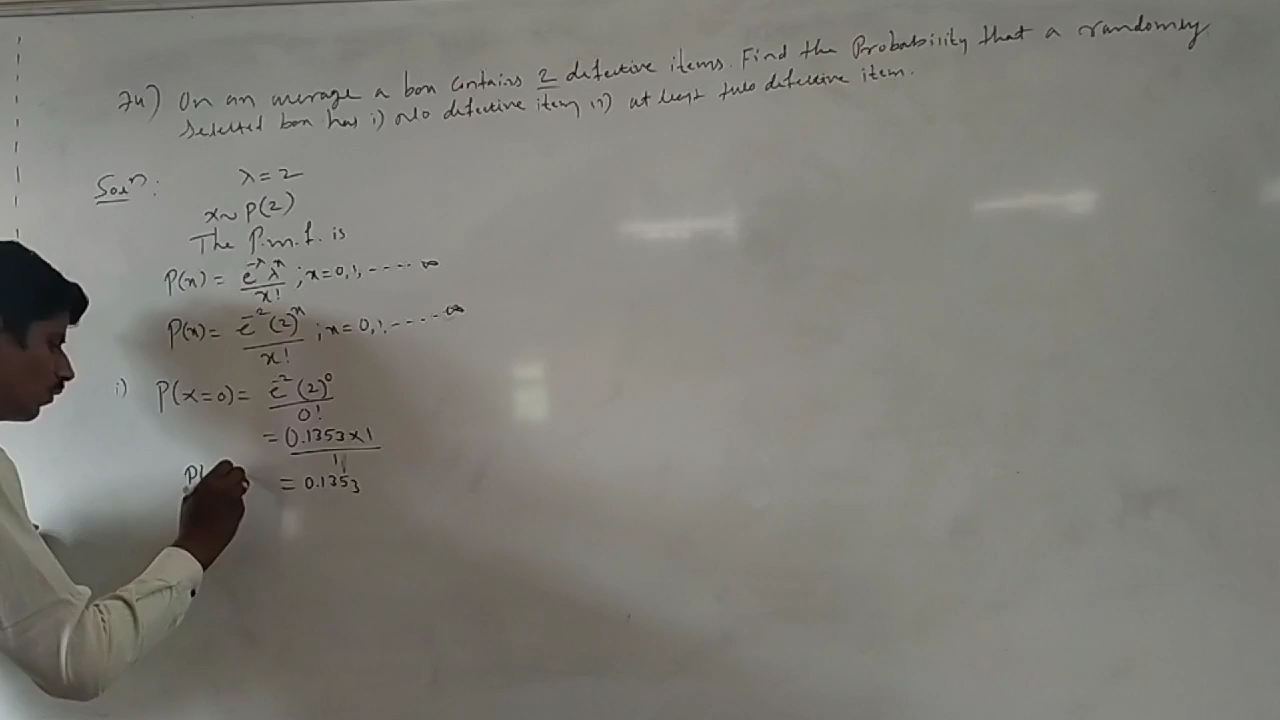 74) On an average a box contains 2 defective items. Find the Probability that a randomly
Selected box has i) No defective item ii) at least two defective item.
Soln:
λ = 2
x ~ P(2)
The P.m.f. is
P(x) = e^-λ λ^x / x! ; x = 0, 1, ----- ∞
P(x) = e^-2 (2)^x / x! ; x = 0, 1, ----- ∞
i) P(x=0) = e^-2 (2)^0 / 0!
= 0.1353 x 1 / 1
P(
= 0.1353